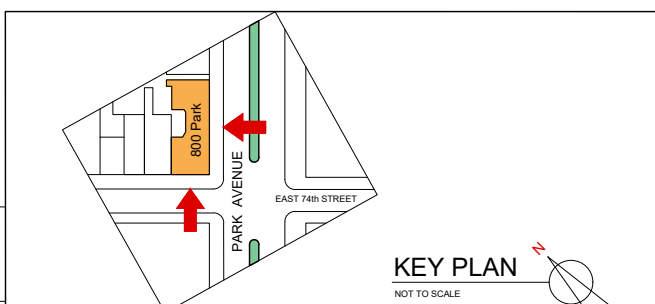 800 Park
PARK AVENUE
EAST 74th STREET
KEY PLAN
NOT TO SCALE
N